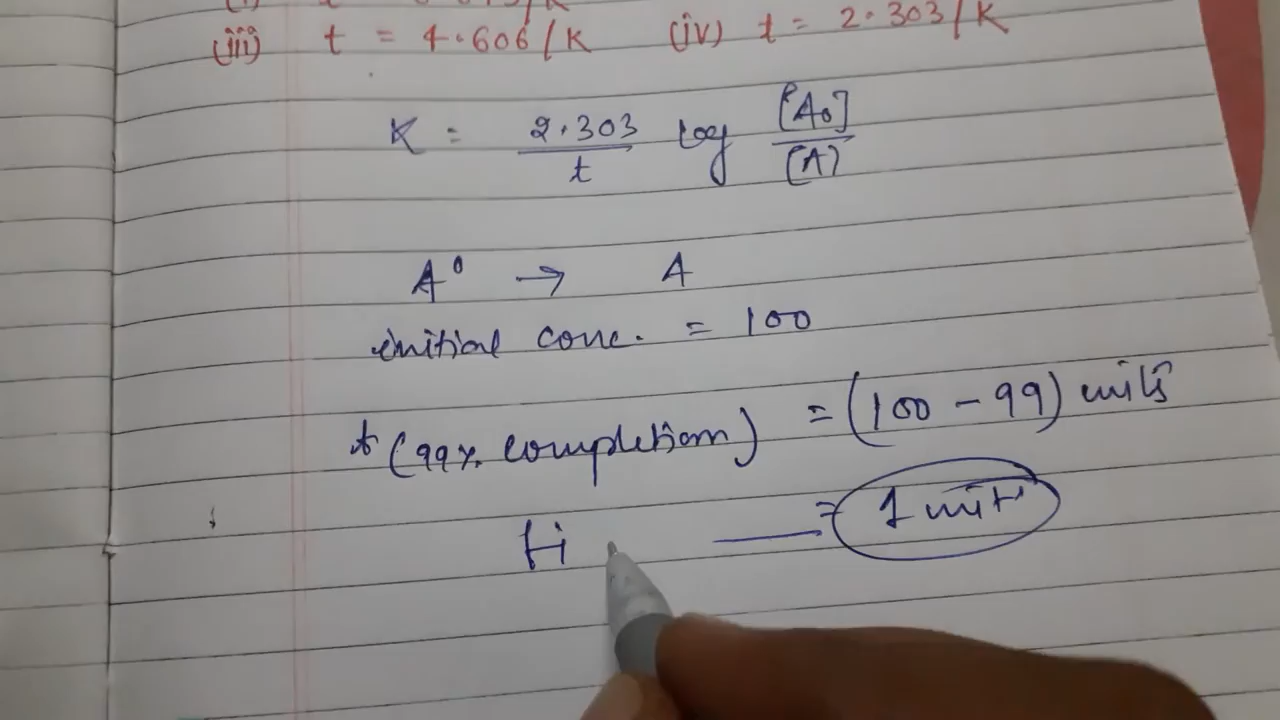 (iii) t = 4.606/K (iv) t = 2.303/K
K = 2.303/t log [A0]/[A]
A⁰ → A
initial conc. = 100
t (99% completion) = (100 - 99) units
fi = 1 unit